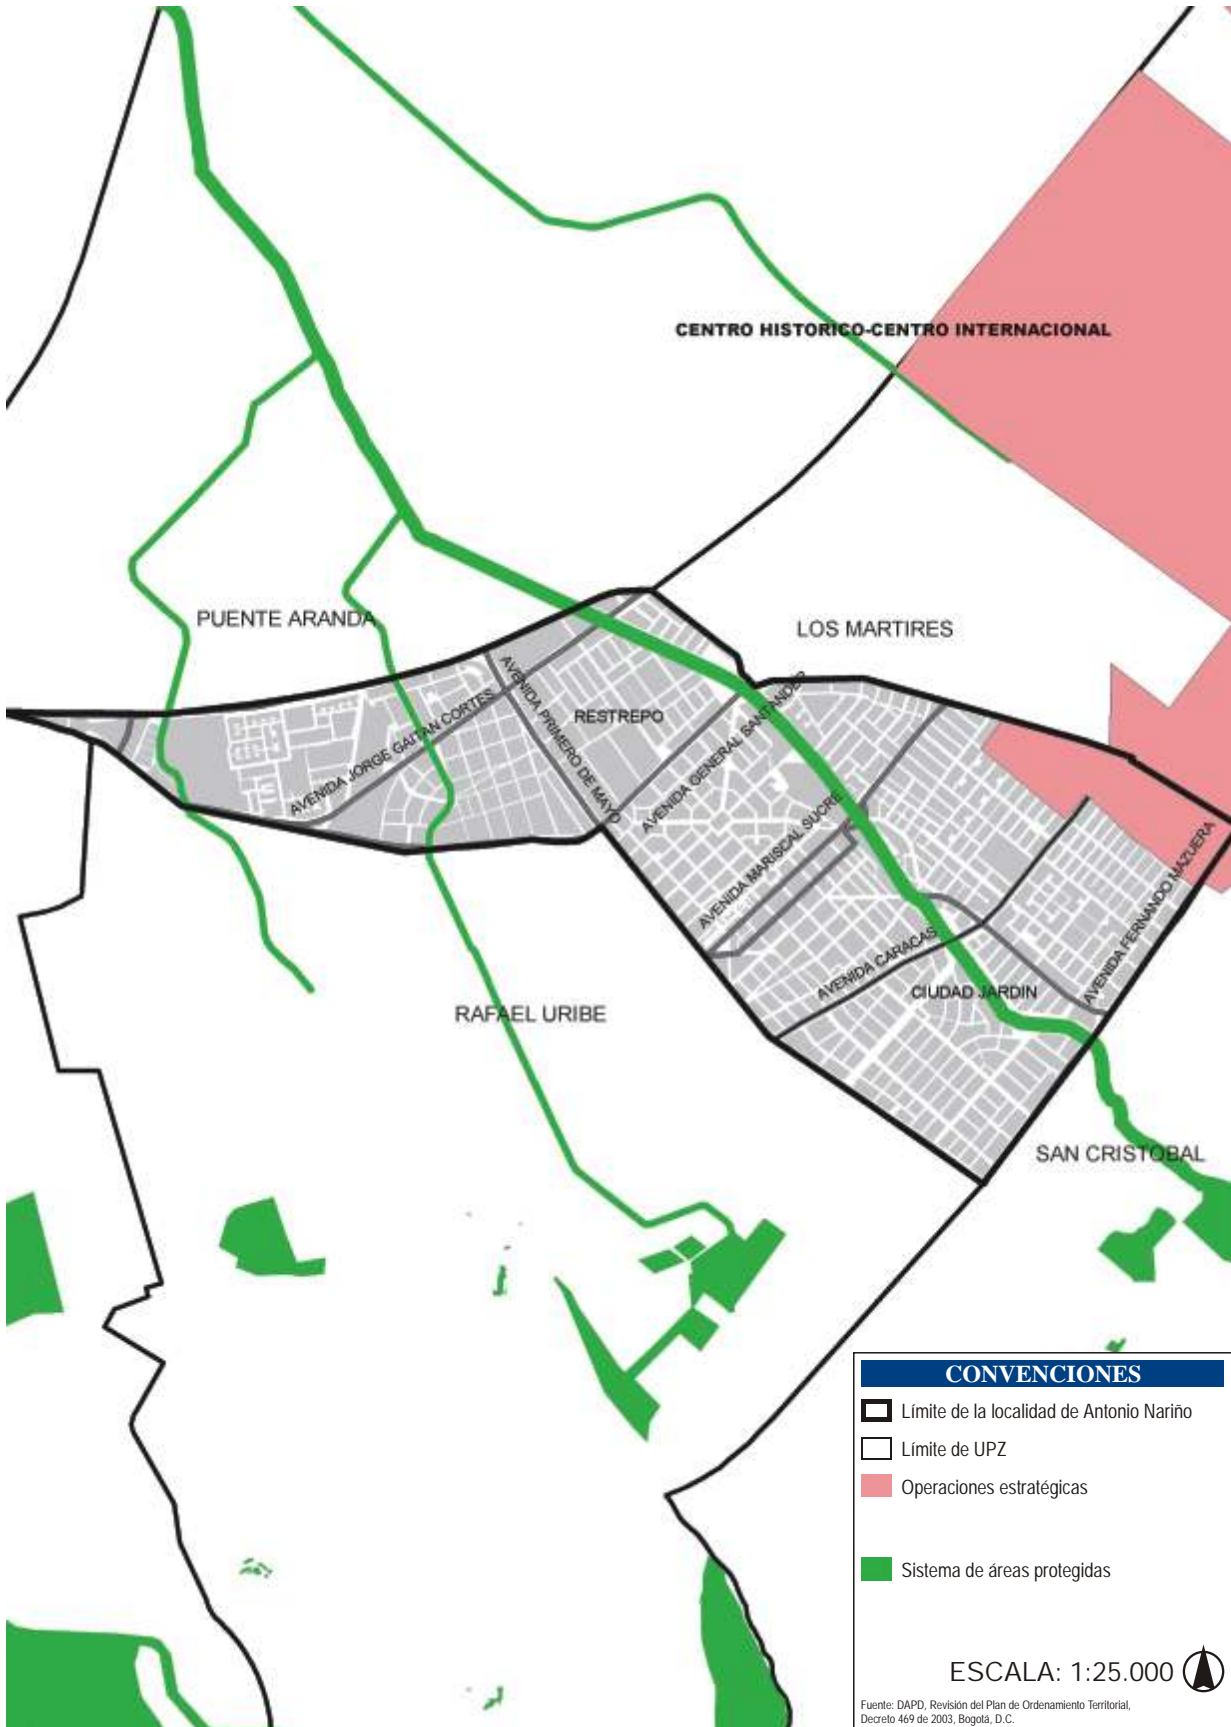 CENTRO HISTORICO-CENTRO INTERNACIONAL
PUENTE ARANDA
LOS MARTIRES
AVENIDA JORGE GAITAN CORTES
AVENIDA PRIMERO DE MAYO
RESTREPO
AVENIDA GENERAL SANTANDER
AVENIDA MARISCAL SUCRE
AVENIDA CARACAS
CIUDAD JARDIN
AVENIDA FERNANDO MAZUERA
RAFAEL URIBE
SAN CRISTOBAL
CONVENCIONES
Límite de la localidad de Antonio Nariño
Límite de UPZ
Operaciones estratégicas
Sistema de áreas protegidas
ESCALA: 1:25.000
Fuente: DAPD, Revisión del Plan de Ordenamiento Territorial,
Decreto 469 de 2003, Bogotá, D.C.